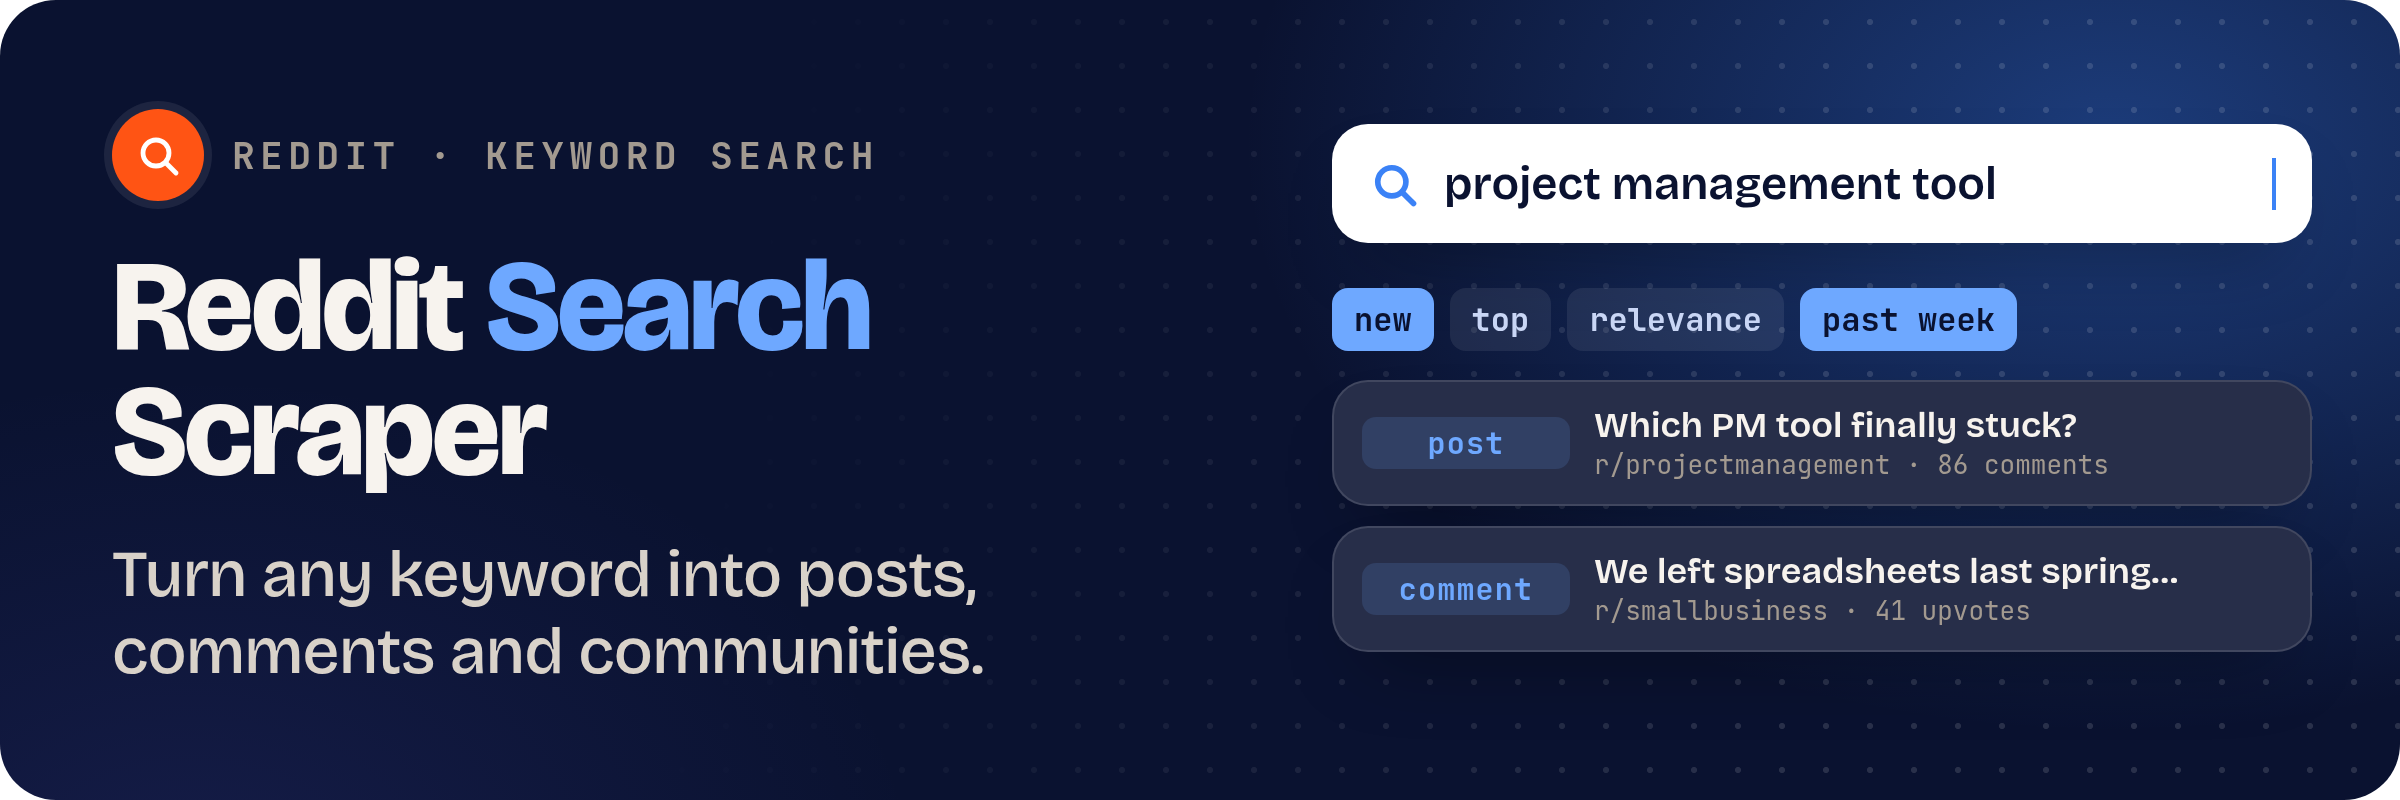 REDDIT · KEYWORD SEARCH
Reddit Search
Scraper
Turn any keyword into posts,
comments and communities.
project management tool
new top relevance past week
post
Which PM tool finally stuck?
r/projectmanagement · 86 comments
comment
We left spreadsheets last spring...
r/smallbusiness · 41 upvotes